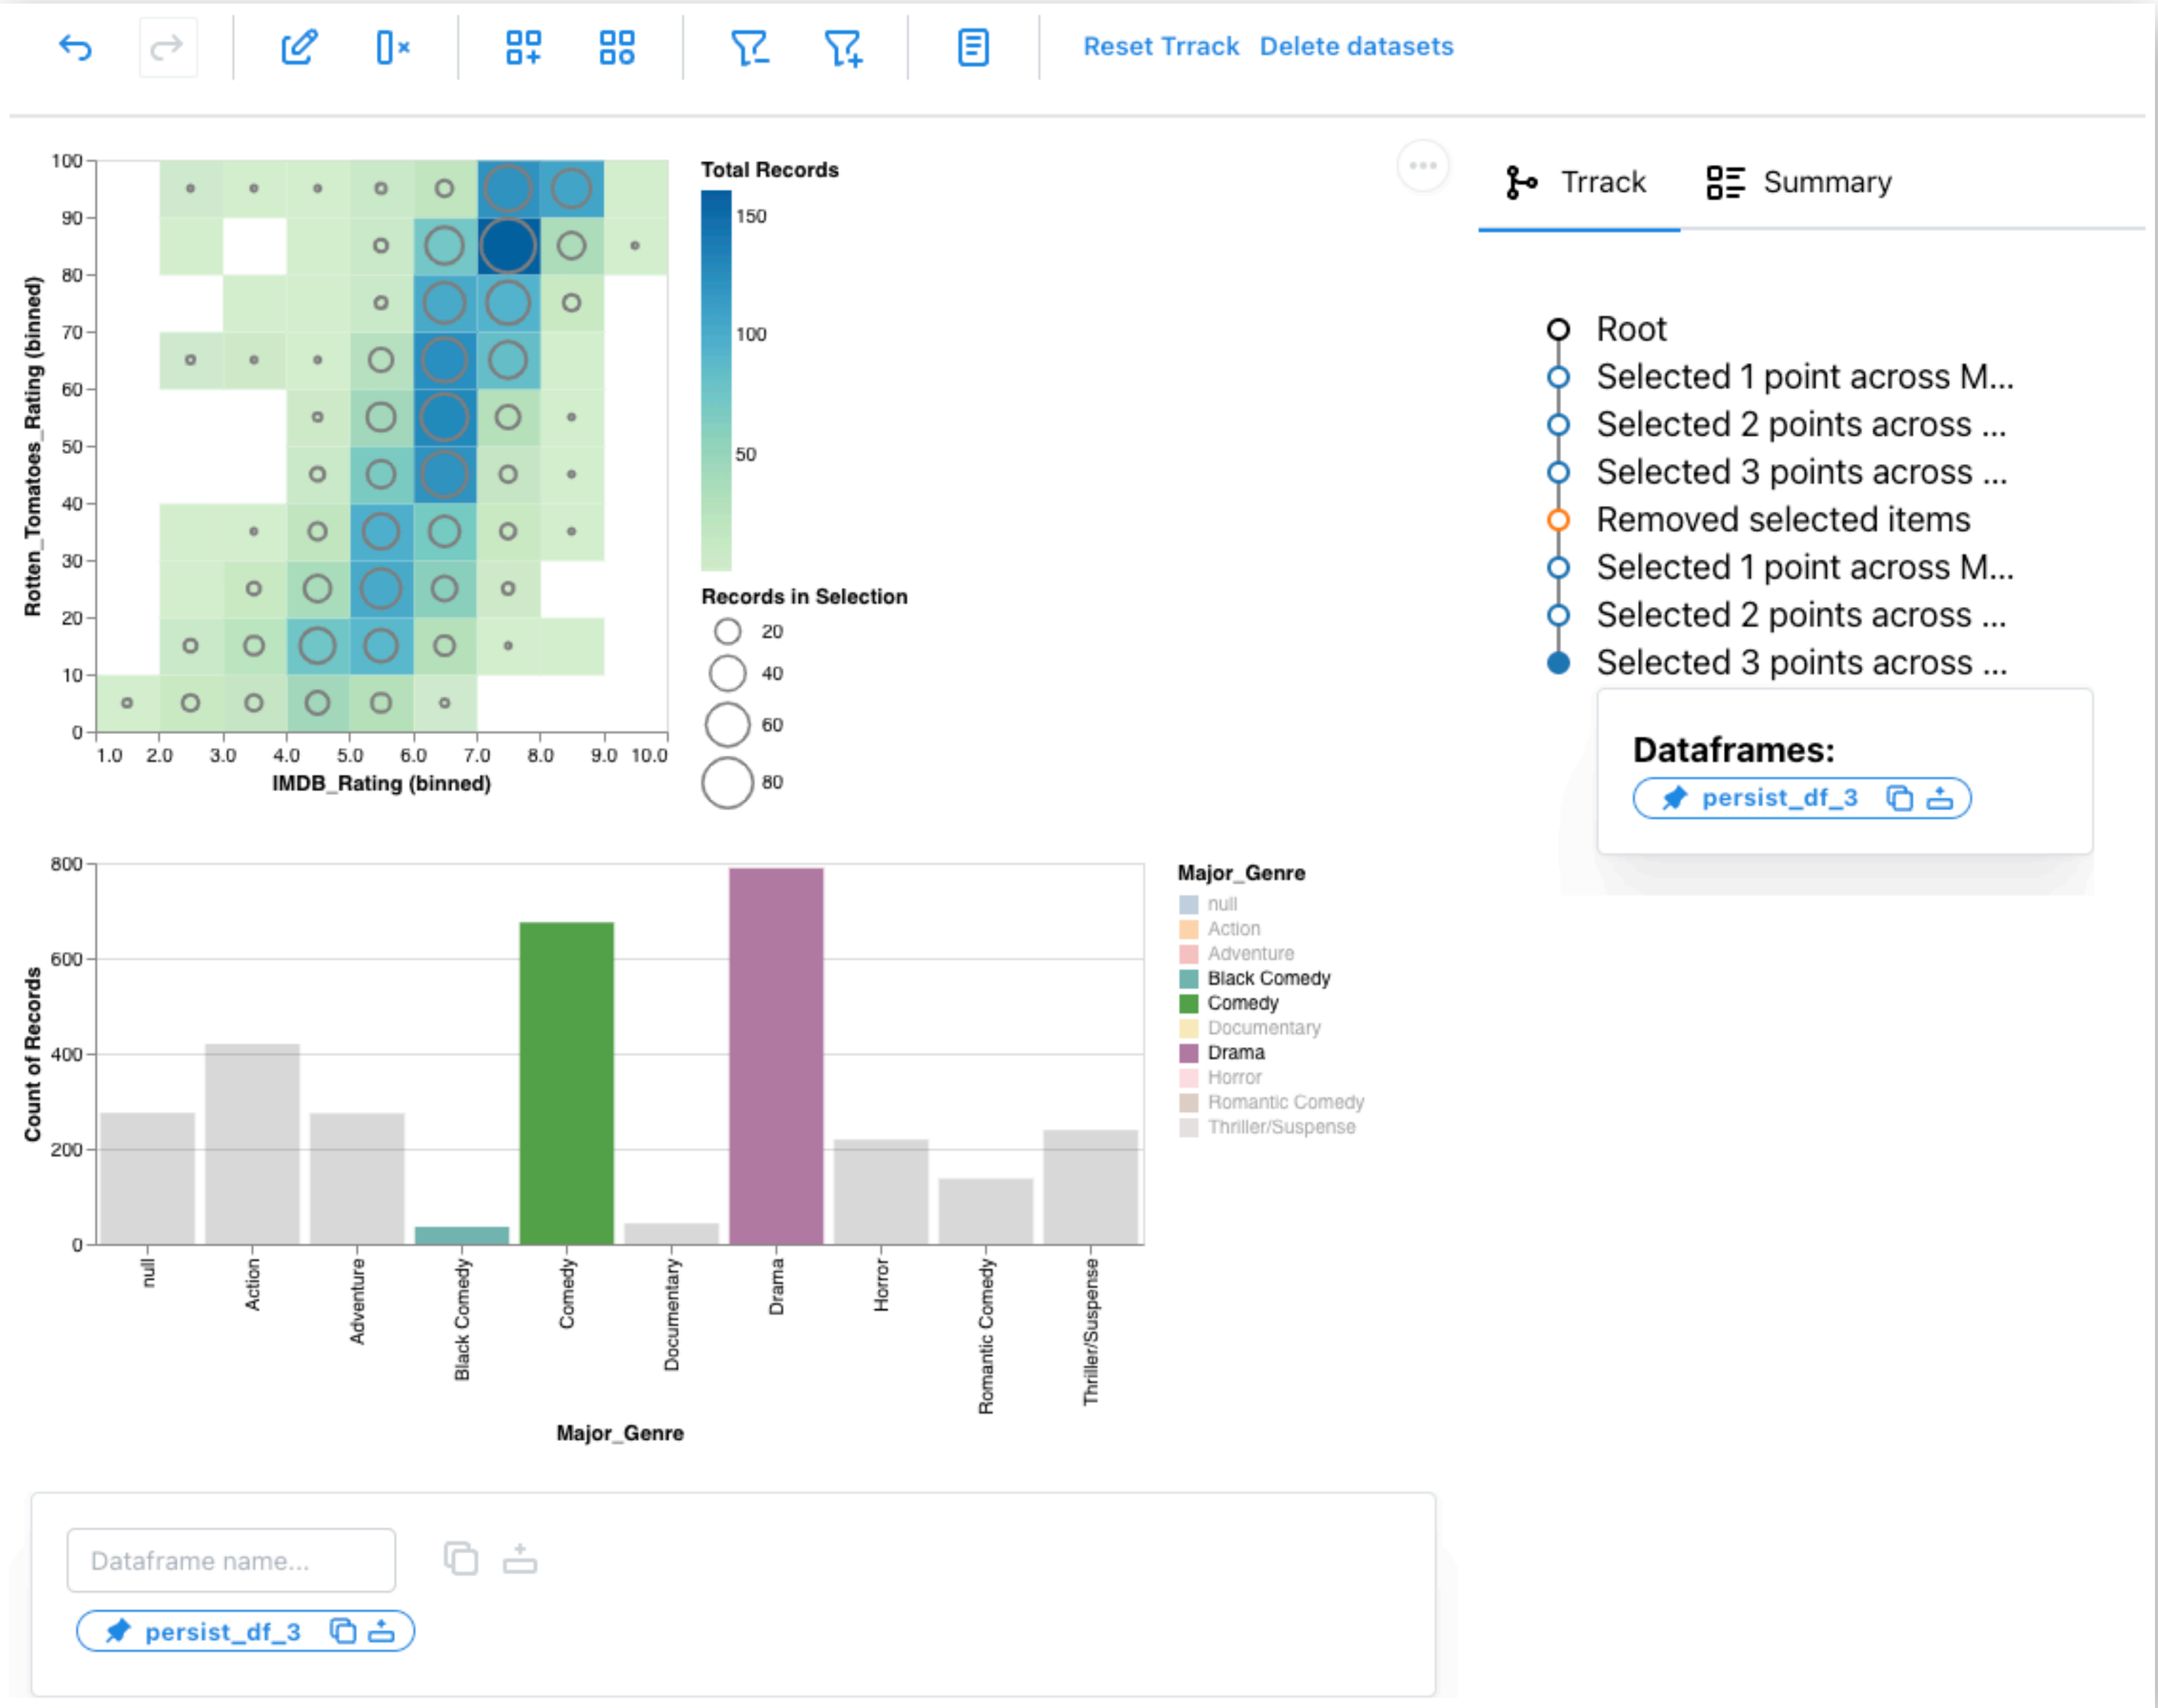 Reset Trrack Delete datasets
100
90
80
70
60
50
40
30
20
10
0
Rotten_Tomatoes_Rating (binned)
1.0 2.0 3.0 4.0 5.0 6.0 7.0 8.0 9.0 10.0
IMDB_Rating (binned)
Total Records
150
100
50
Records in Selection
20
40
60
80
Trrack Summary
Root
Selected 1 point across M...
Selected 2 points across ...
Selected 3 points across ...
Removed selected items
Selected 1 point across M...
Selected 2 points across ...
Selected 3 points across ...
Dataframes:
persist_df_3
800
600
400
200
0
Count of Records
null
Action
Adventure
Black Comedy
Comedy
Documentary
Drama
Horror
Romantic Comedy
Thriller/Suspense
Major_Genre
Major_Genre
null
Action
Adventure
Black Comedy
Comedy
Documentary
Drama
Horror
Romantic Comedy
Thriller/Suspense
Dataframe name...
persist_df_3